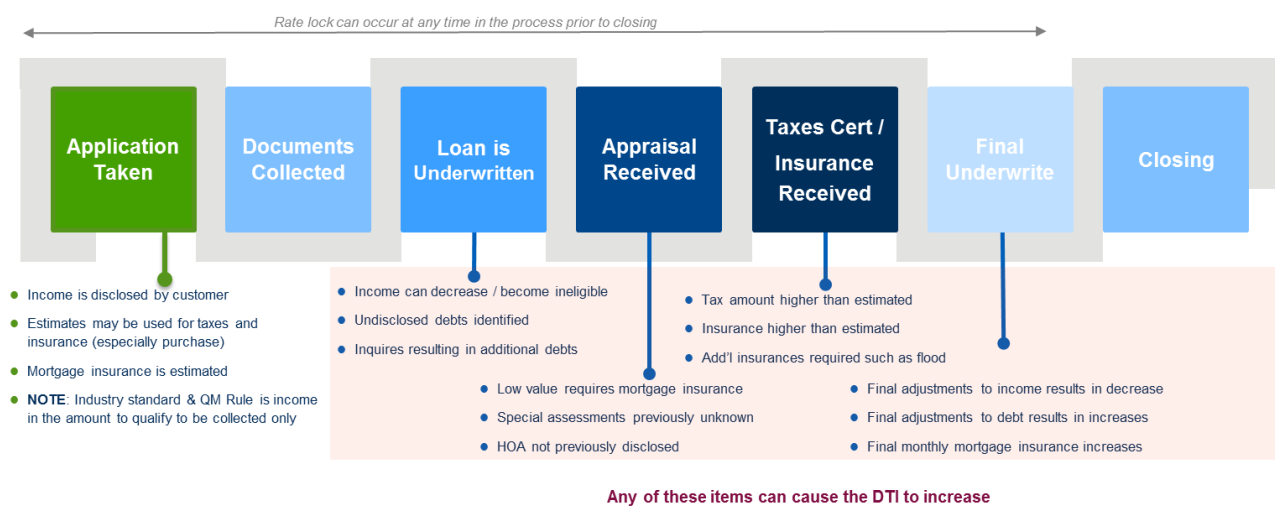 Rate lock can occur at any time in the process prior to closing
Application
Taken
Documents
Collected
Loan is
Underwritten
Appraisal
Received
Taxes Cert /
Insurance
Received
Final
Underwrite
Closing
Income is disclosed by customer
Estimates may be used for taxes and
insurance (especially purchase)
Mortgage insurance is estimated
NOTE: Industry standard & QM Rule is income
in the amount to qualify to be collected only
Income can decrease / become ineligible
Undisclosed debts identified
Inquires resulting in additional debts
Low value requires mortgage insurance
Special assessments previously unknown
HOA not previously disclosed
Tax amount higher than estimated
Insurance higher than estimated
Add'l insurances required such as flood
Final adjustments to income results in decrease
Final adjustments to debt results in increases
Final monthly mortgage insurance increases
Any of these items can cause the DTI to increase